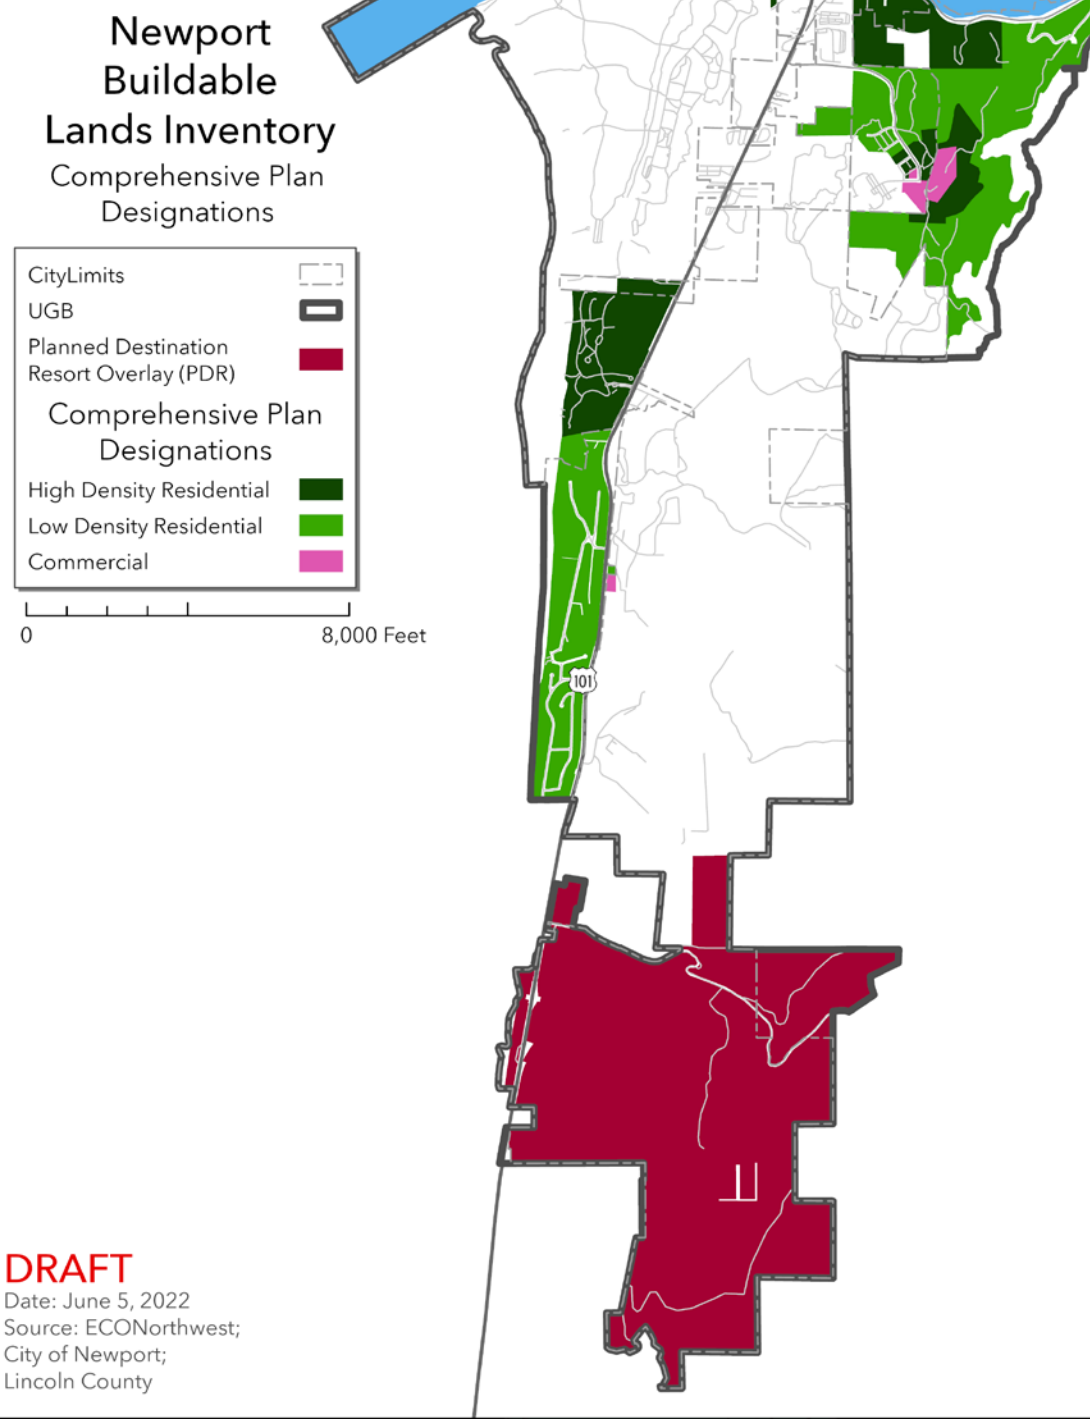 Newport
Buildable
Lands Inventory
Comprehensive Plan
Designations
CityLimits
UGB
Planned Destination
Resort Overlay (PDR)
Comprehensive Plan
Designations
High Density Residential
Low Density Residential
Commercial
0 8,000 Feet
101
DRAFT
Date: June 5, 2022
Source: ECONorthwest;
City of Newport;
Lincoln County